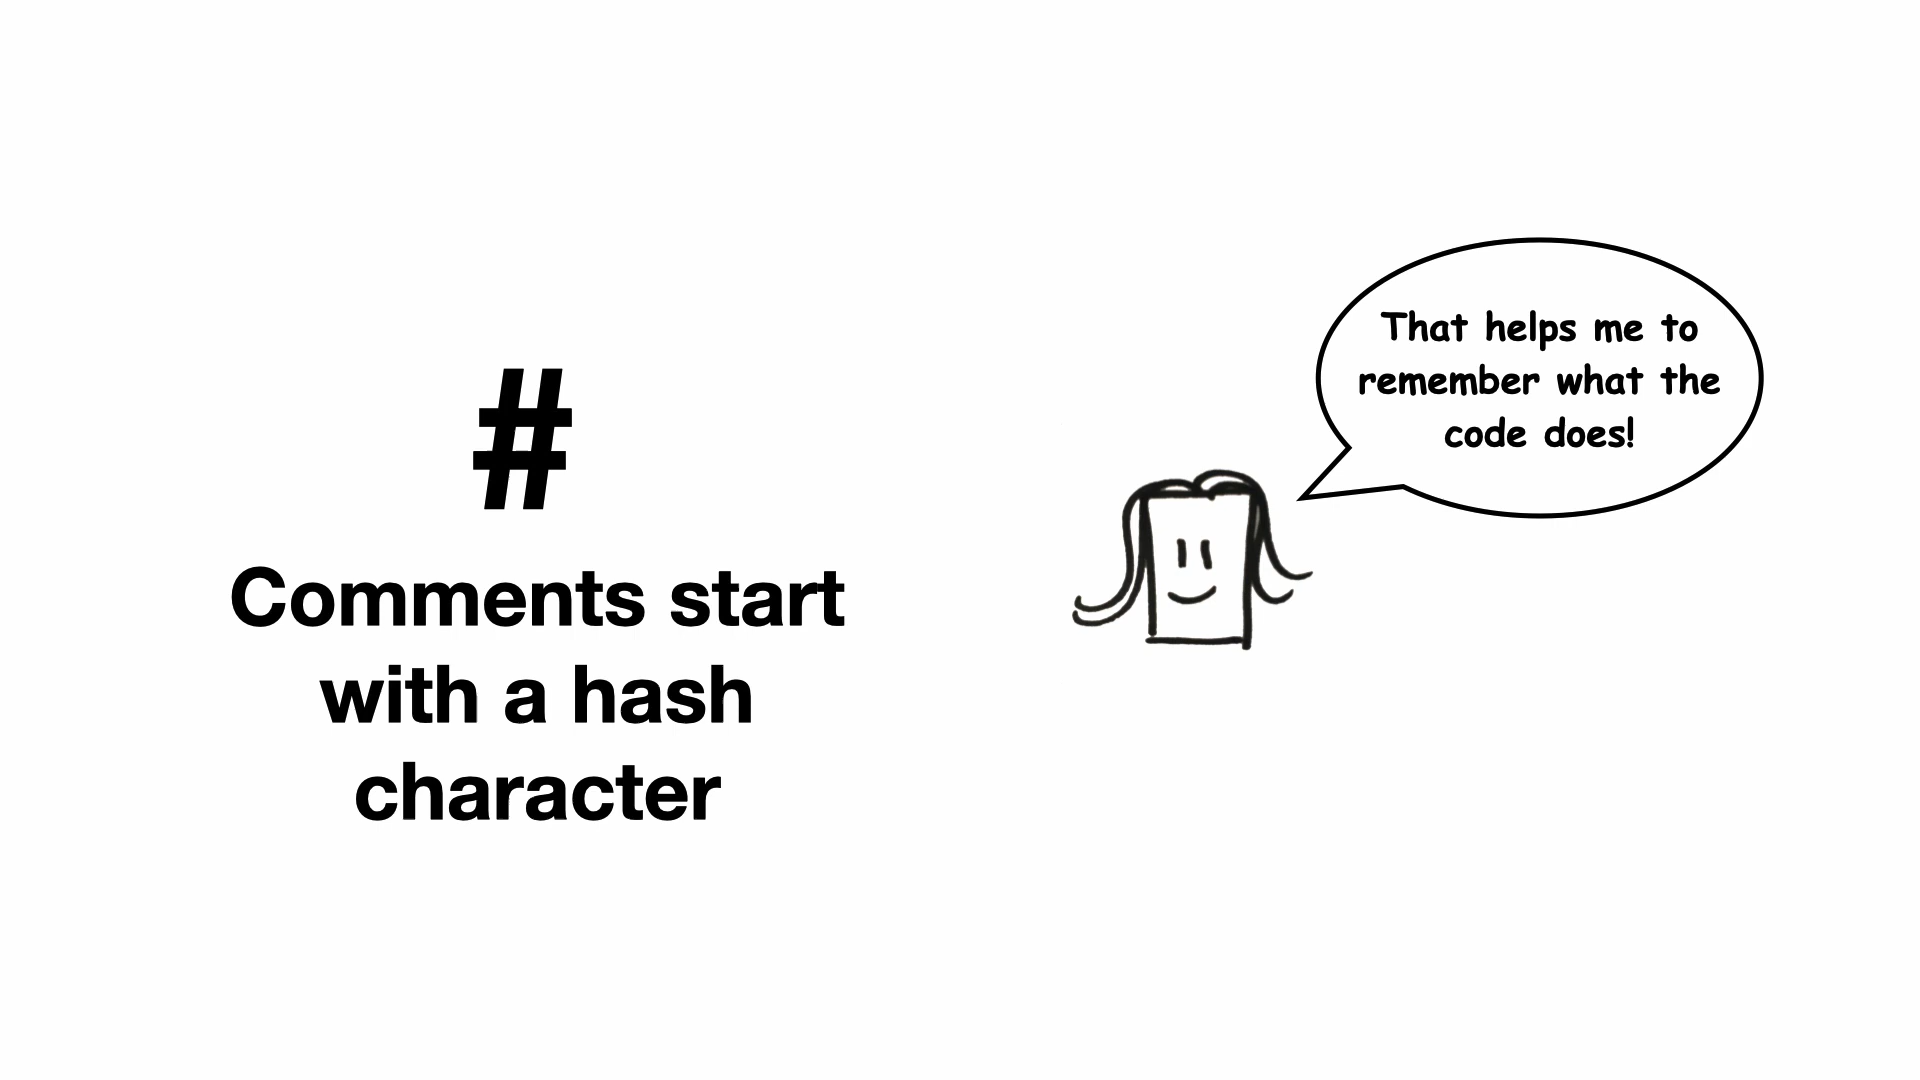 #
Comments start
with a hash
character
That helps me to
remember what the
code does!